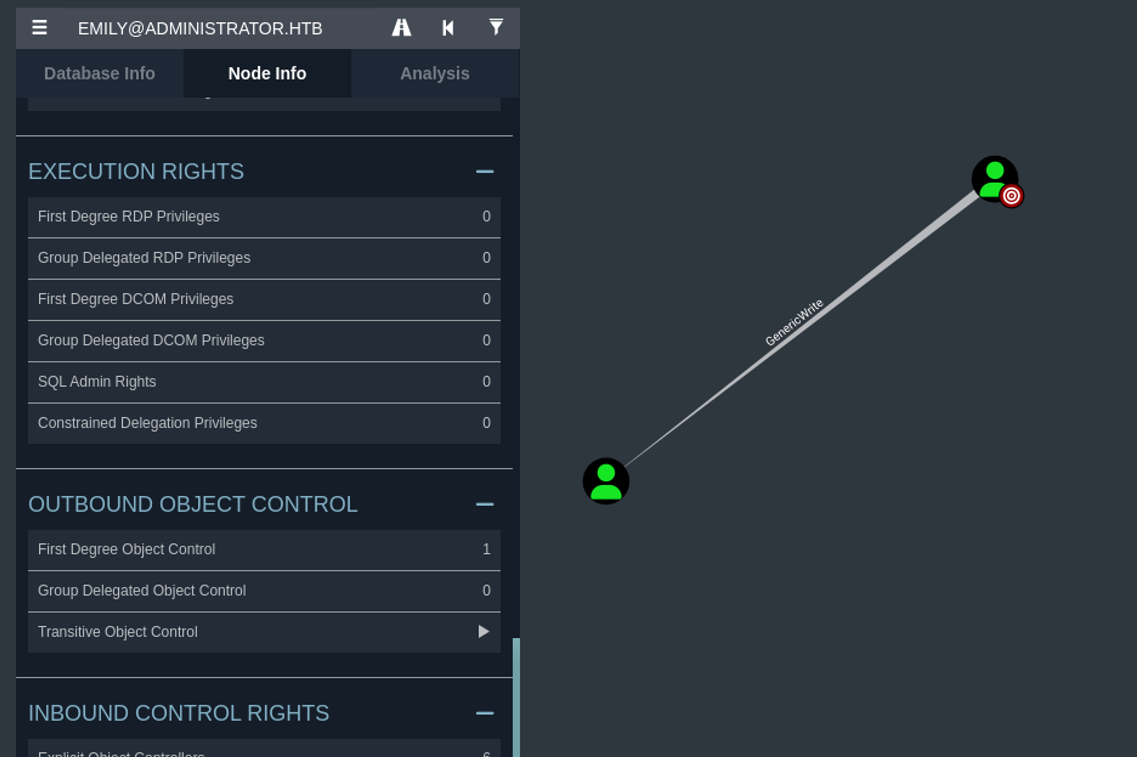 EMILY@ADMINISTRATOR.HTB
Database Info Node Info Analysis
EXECUTION RIGHTS
First Degree RDP Privileges 0
Group Delegated RDP Privileges 0
First Degree DCOM Privileges 0
Group Delegated DCOM Privileges 0
SQL Admin Rights 0
Constrained Delegation Privileges 0
OUTBOUND OBJECT CONTROL
First Degree Object Control 1
Group Delegated Object Control 0
Transitive Object Control
INBOUND CONTROL RIGHTS
Explicit Object Controllers 6
GenericWrite